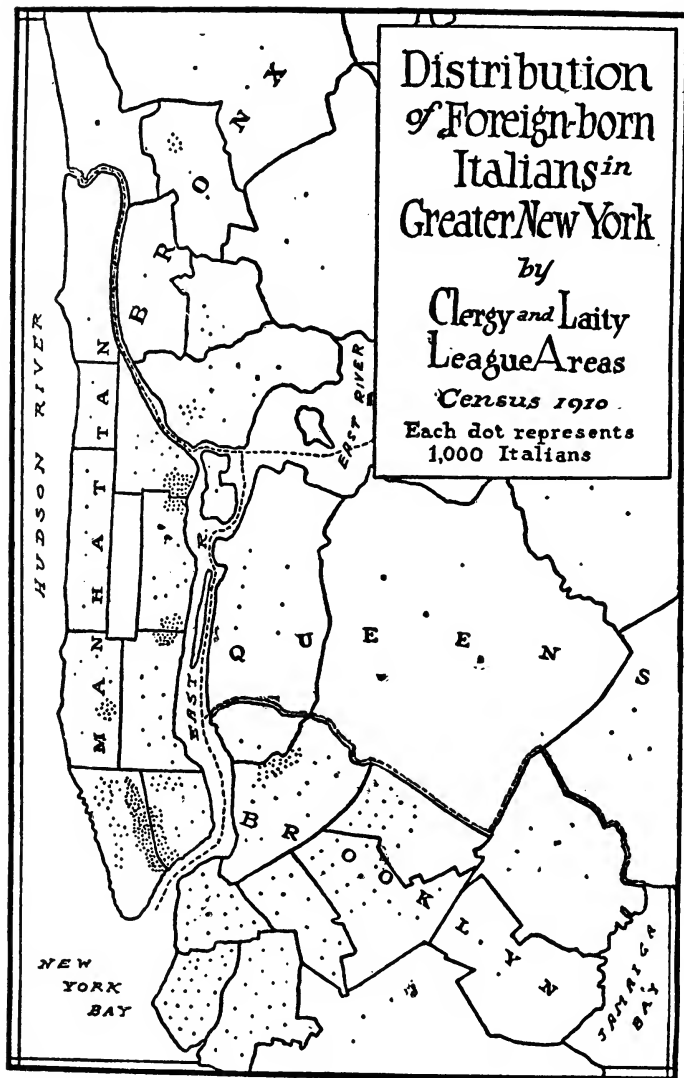 Distribution
of Foreign-born
Italians in
Greater New York
by
Clergy and Laity
League Areas
Census 1910
Each dot represents
1,000 Italians
BRONX
HUDSON RIVER
MANHATTAN
EAST RIVER
EAST R
QUEENS
BROOKLYN
NEW
YORK
BAY
JAMAICA
BAY